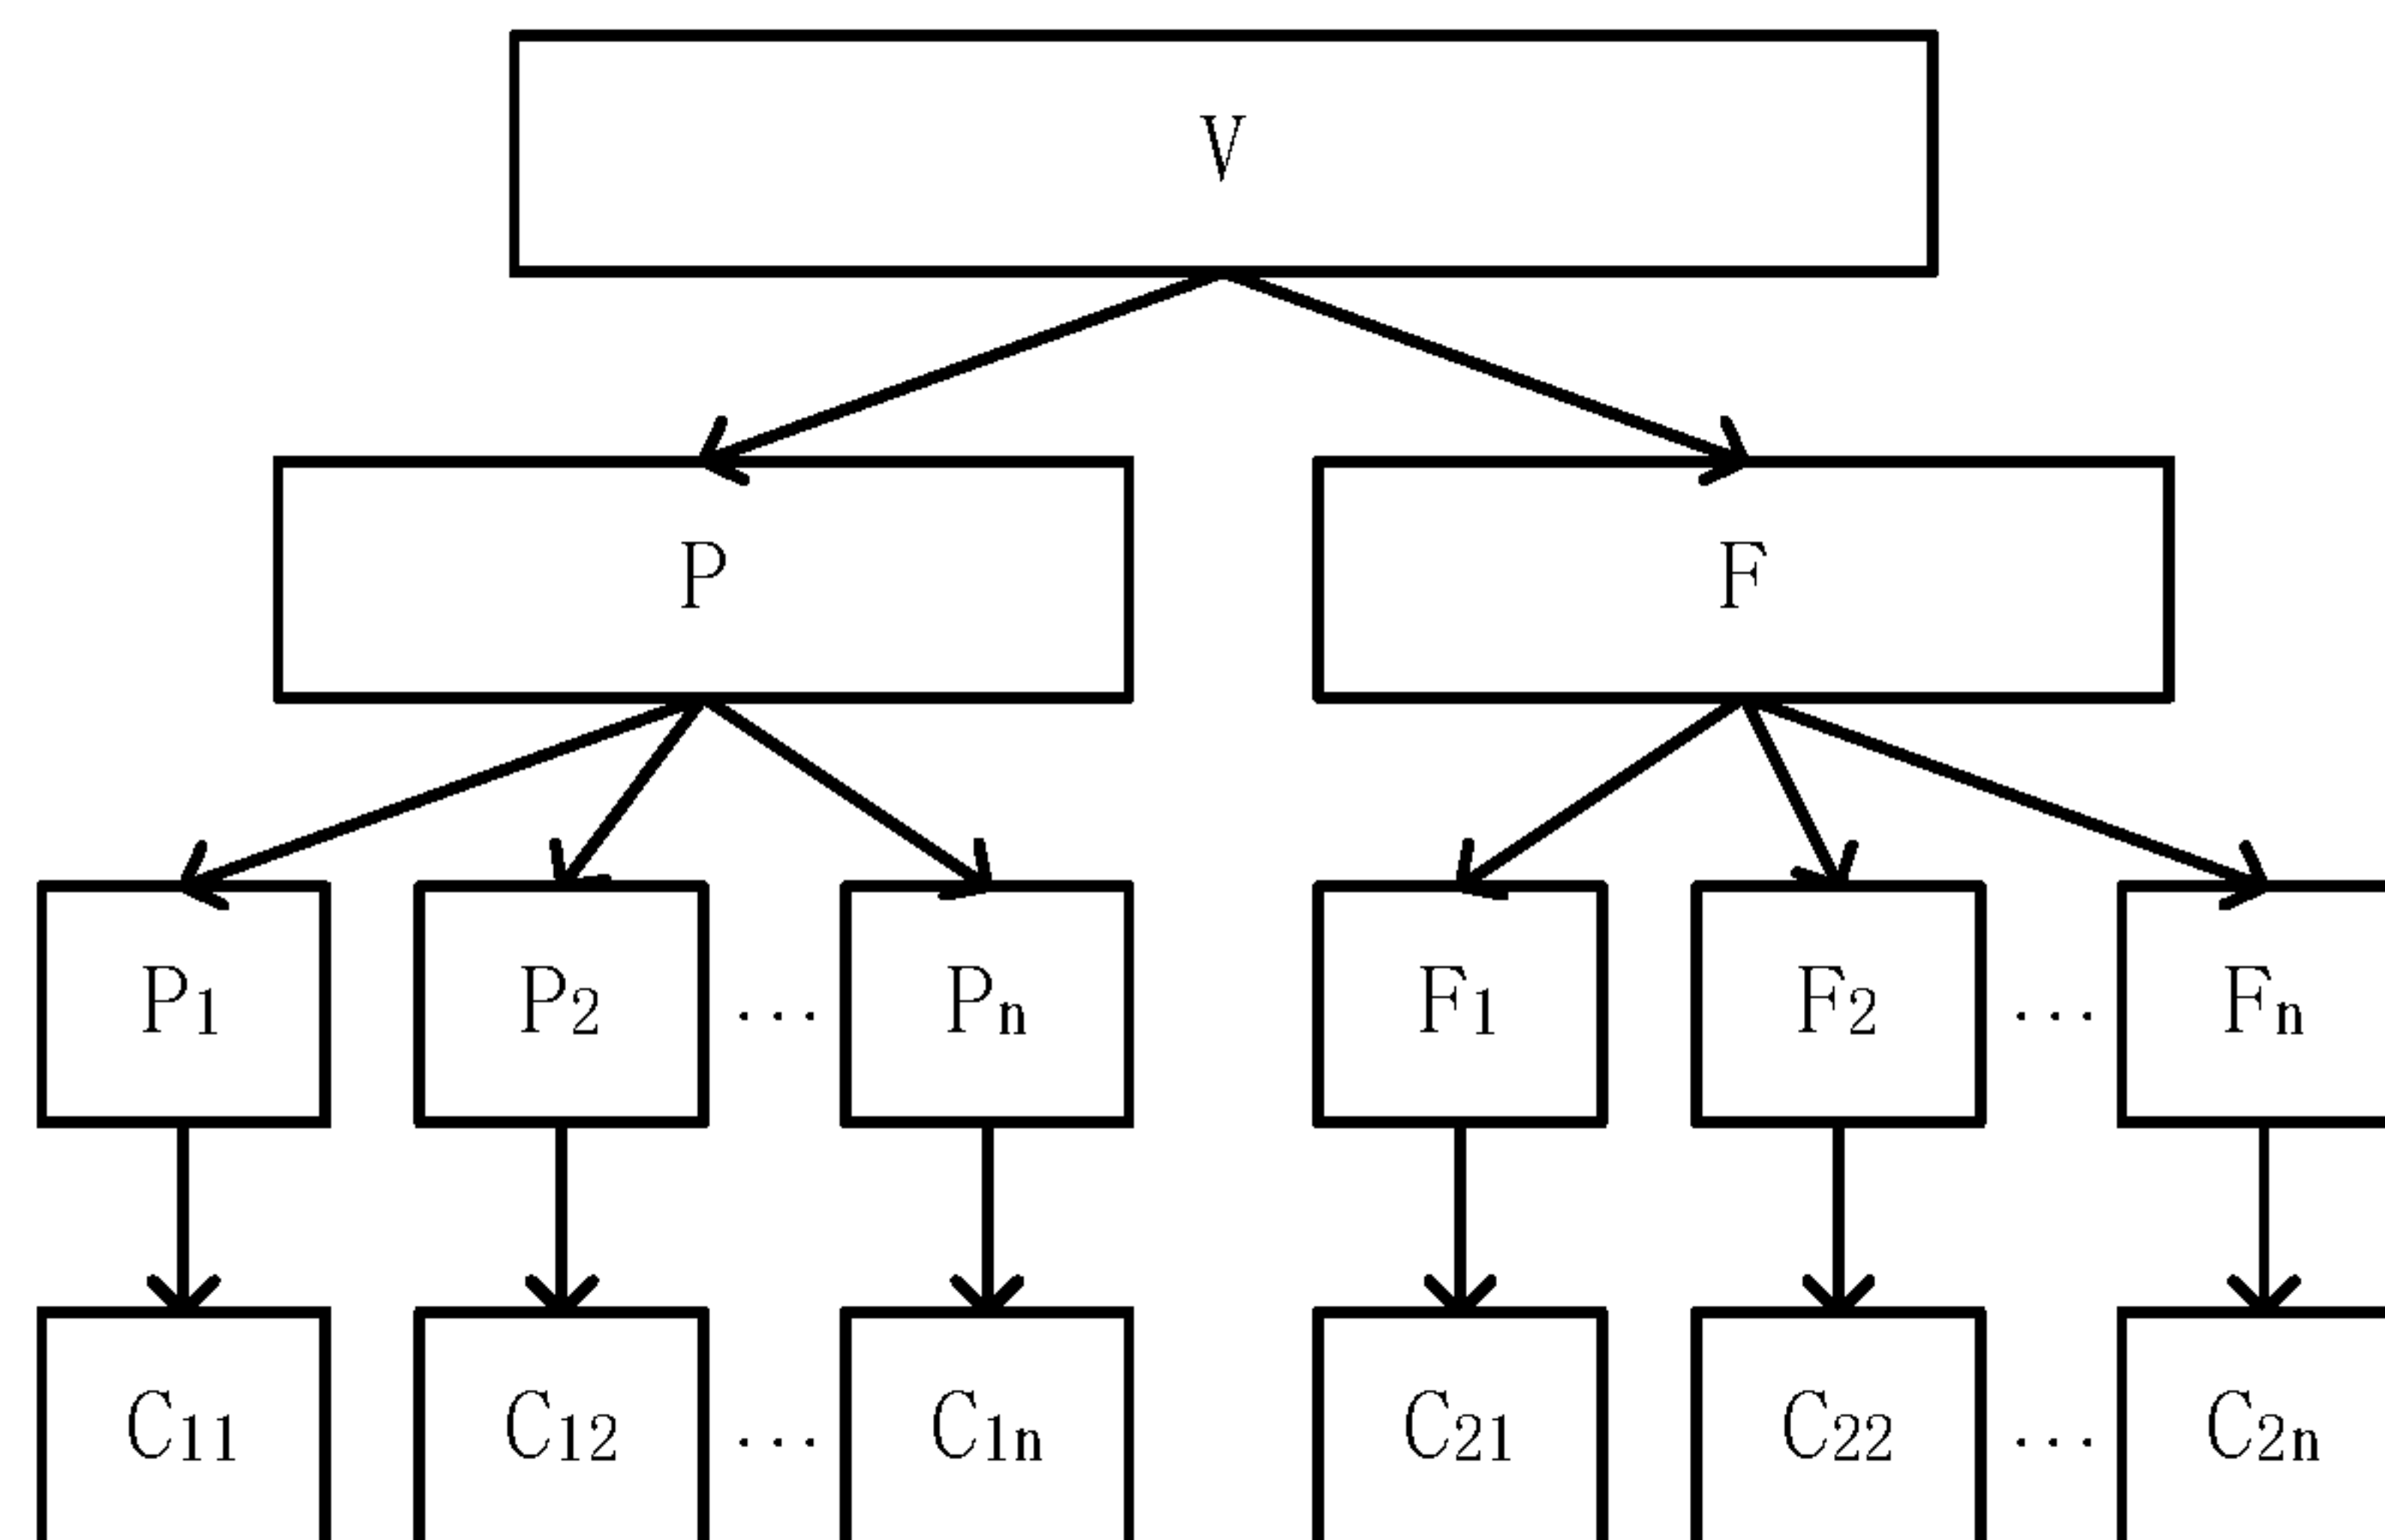 V
P F
P1 P2 ... Pn F1 F2 ... Fn
C11 C12 ... C1n C21 C22 ... C2n